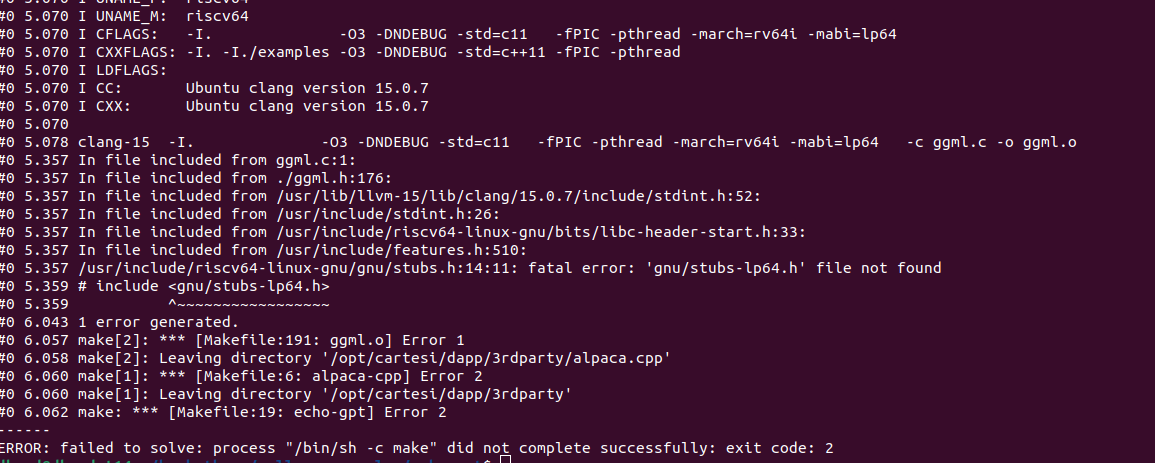 #0 5.070 I UNAME_M:  riscv64
#0 5.070 I CFLAGS:   -I.              -O3 -DNDEBUG -std=c11   -fPIC -pthread -march=rv64i -mabi=lp64
#0 5.070 I CXXFLAGS: -I. -I./examples -O3 -DNDEBUG -std=c++11 -fPIC -pthread
#0 5.070 I LDFLAGS:
#0 5.070 I CC:       Ubuntu clang version 15.0.7
#0 5.070 I CXX:      Ubuntu clang version 15.0.7
#0 5.070
#0 5.078 clang-15  -I.           -O3 -DNDEBUG -std=c11   -fPIC -pthread -march=rv64i -mabi=lp64   -c ggml.c -o ggml.o
#0 5.357 In file included from ggml.c:1:
#0 5.357 In file included from ./ggml.h:176:
#0 5.357 In file included from /usr/lib/llvm-15/lib/clang/15.0.7/include/stdint.h:52:
#0 5.357 In file included from /usr/include/stdint.h:26:
#0 5.357 In file included from /usr/include/riscv64-linux-gnu/bits/libc-header-start.h:33:
#0 5.357 In file included from /usr/include/features.h:510:
#0 5.357 /usr/include/riscv64-linux-gnu/gnu/stubs.h:14:11: fatal error: 'gnu/stubs-lp64.h' file not found
#0 5.359 # include <gnu/stubs-lp64.h>
#0 5.359           ^~~~~~~~~~~~~~~~~~
#0 6.043 1 error generated.
#0 6.057 make[2]: *** [Makefile:191: ggml.o] Error 1
#0 6.058 make[2]: Leaving directory '/opt/cartesi/dapp/3rdparty/alpaca.cpp'
#0 6.060 make[1]: *** [Makefile:6: alpaca-cpp] Error 2
#0 6.060 make[1]: Leaving directory '/opt/cartesi/dapp/3rdparty'
#0 6.062 make: *** [Makefile:19: echo-gpt] Error 2
------
ERROR: failed to solve: process "/bin/sh -c make" did not complete successfully: exit code: 2